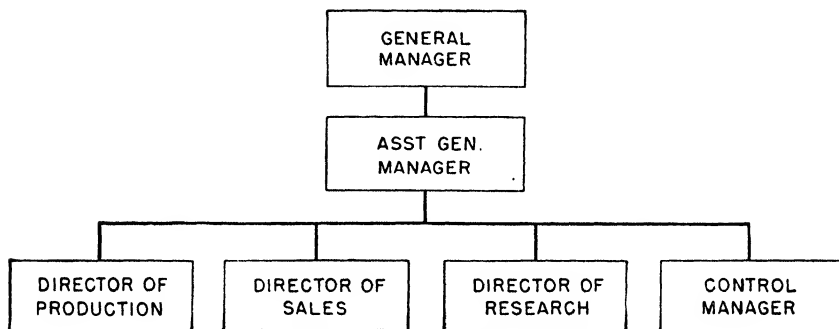 GENERAL
MANAGER
ASST GEN.
MANAGER
DIRECTOR OF
PRODUCTION
DIRECTOR OF
SALES
DIRECTOR OF
RESEARCH
CONTROL
MANAGER